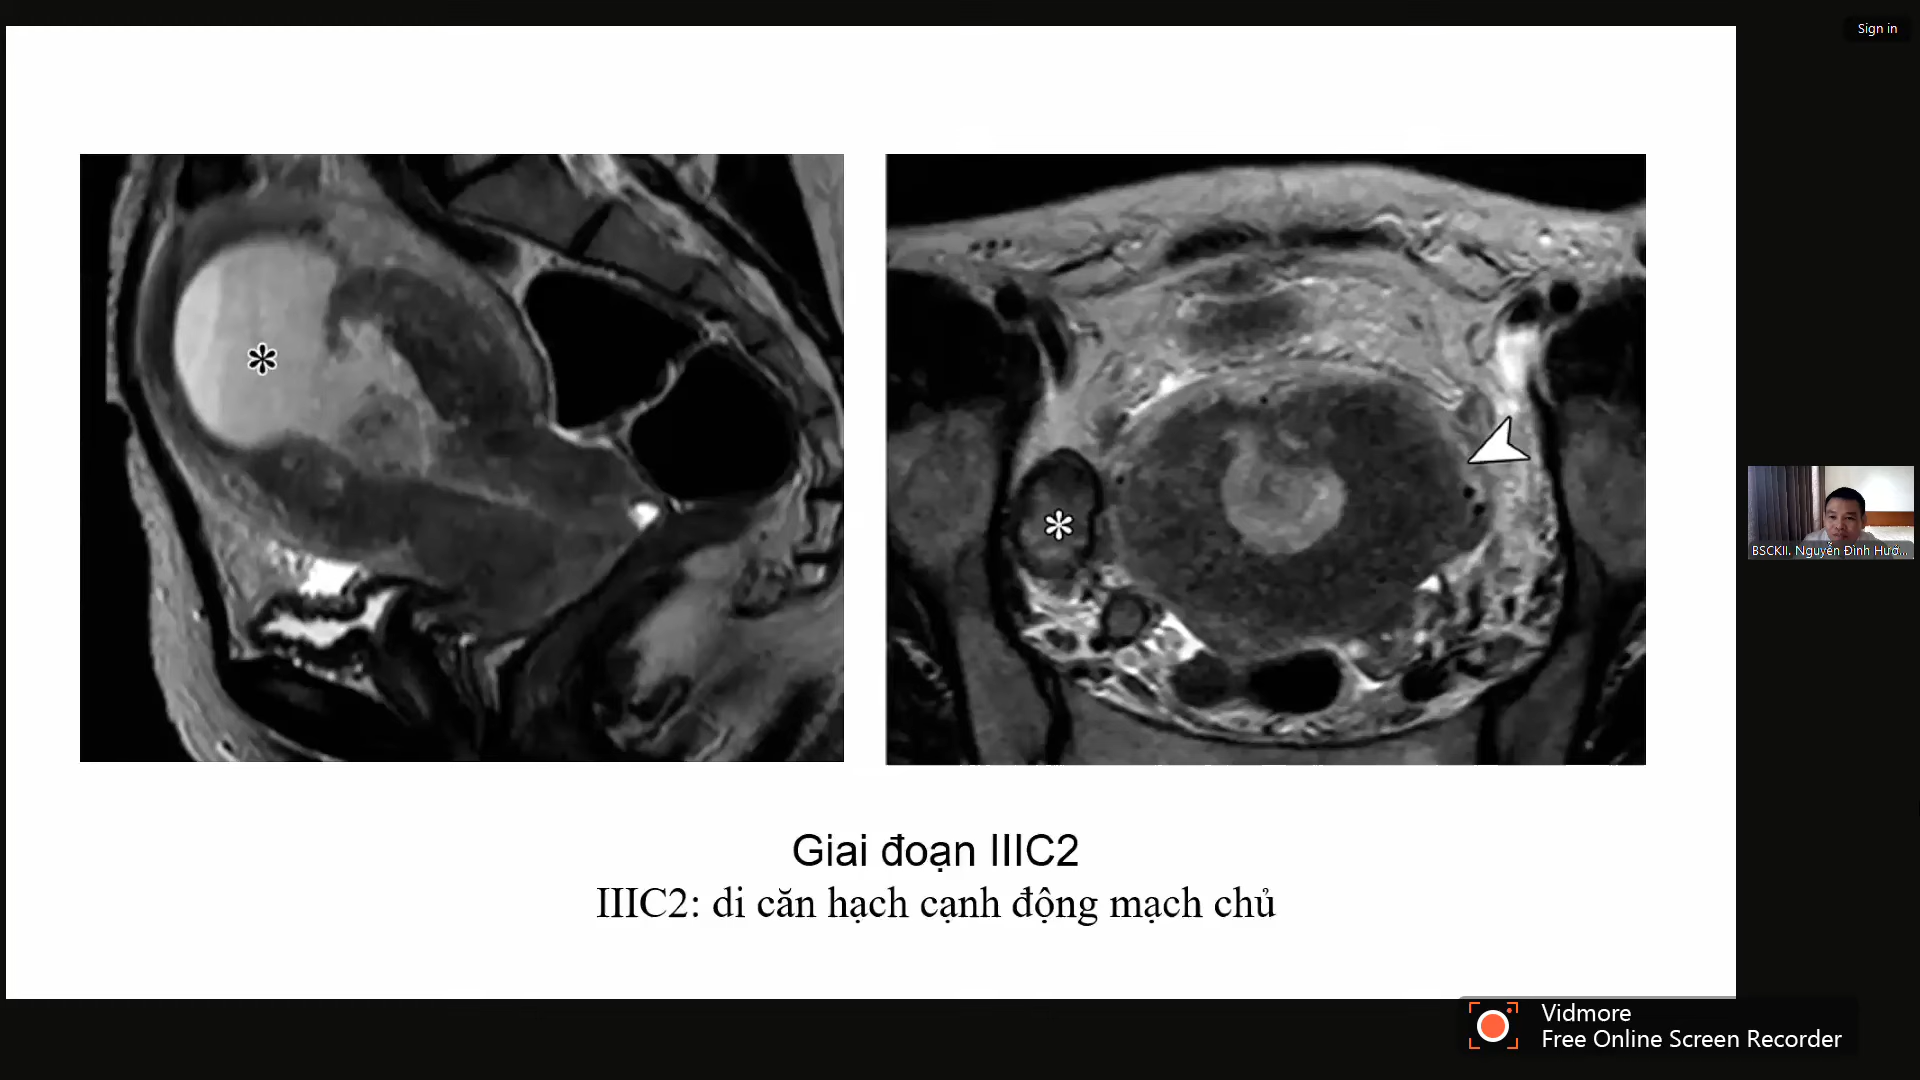 Sign in
BSCKII. Nguyễn Đình Hướ...
Giai đoạn IIIC2
IIIC2: di căn hạch cạnh động mạch chủ
Vidmore
Free Online Screen Recorder